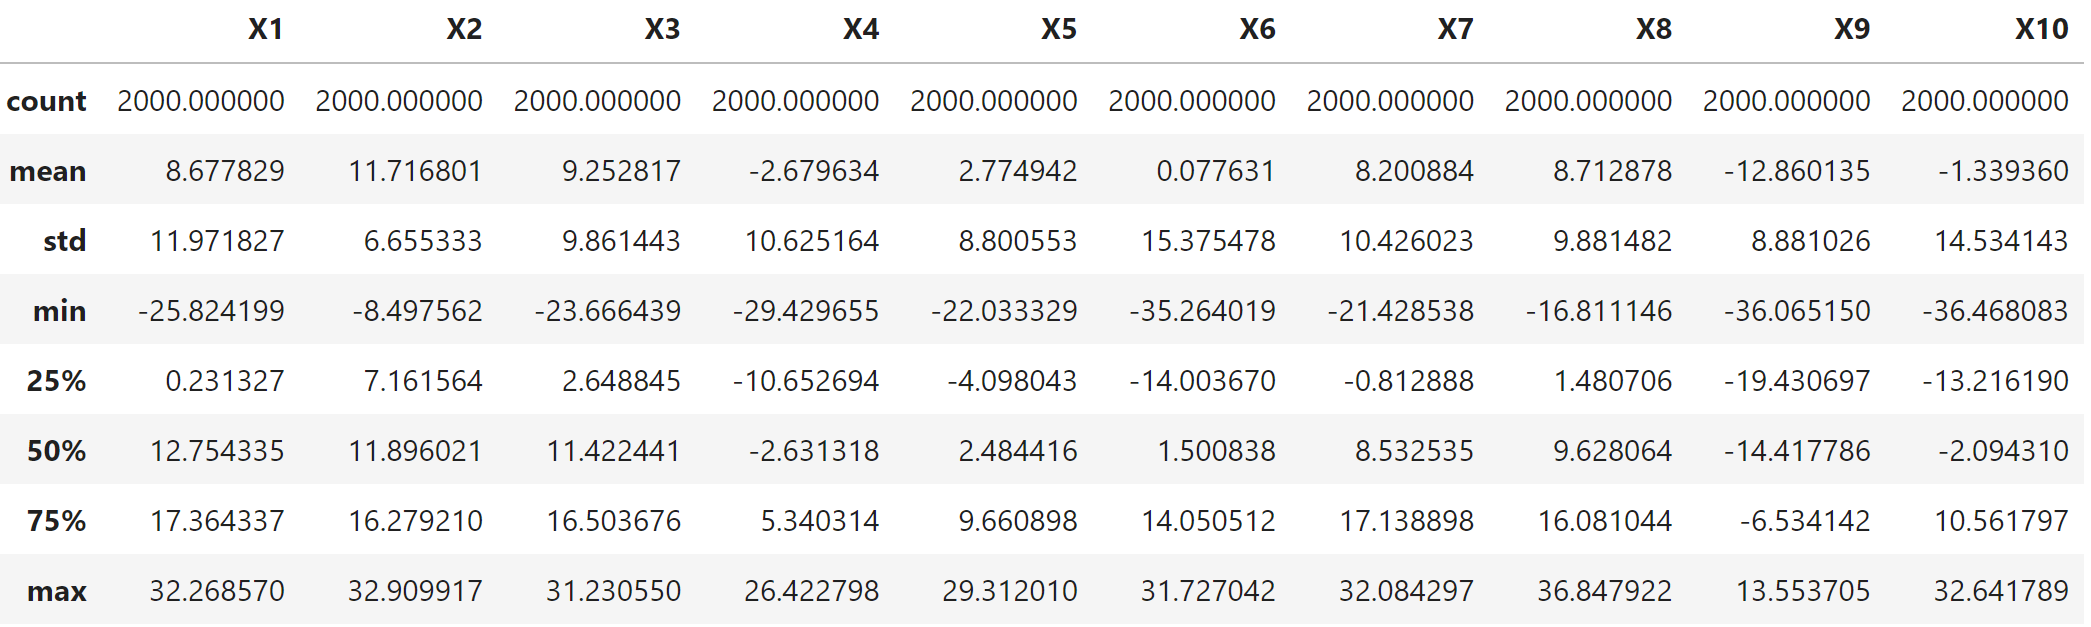 X1 X2 X3 X4 X5 X6 X7 X8 X9 X10
count 2000.000000 2000.000000 2000.000000 2000.000000 2000.000000 2000.000000 2000.000000 2000.000000 2000.000000 2000.000000
mean 8.677829 11.716801 9.252817 -2.679634 2.774942 0.077631 8.200884 8.712878 -12.860135 -1.339360
std 11.971827 6.655333 9.861443 10.625164 8.800553 15.375478 10.426023 9.881482 8.881026 14.534143
min -25.824199 -8.497562 -23.666439 -29.429655 -22.033329 -35.264019 -21.428538 -16.811146 -36.065150 -36.468083
25% 0.231327 7.161564 2.648845 -10.652694 -4.098043 -14.003670 -0.812888 1.480706 -19.430697 -13.216190
50% 12.754335 11.896021 11.422441 -2.631318 2.484416 1.500838 8.532535 9.628064 -14.417786 -2.094310
75% 17.364337 16.279210 16.503676 5.340314 9.660898 14.050512 17.138898 16.081044 -6.534142 10.561797
max 32.268570 32.909917 31.230550 26.422798 29.312010 31.727042 32.084297 36.847922 13.553705 32.641789